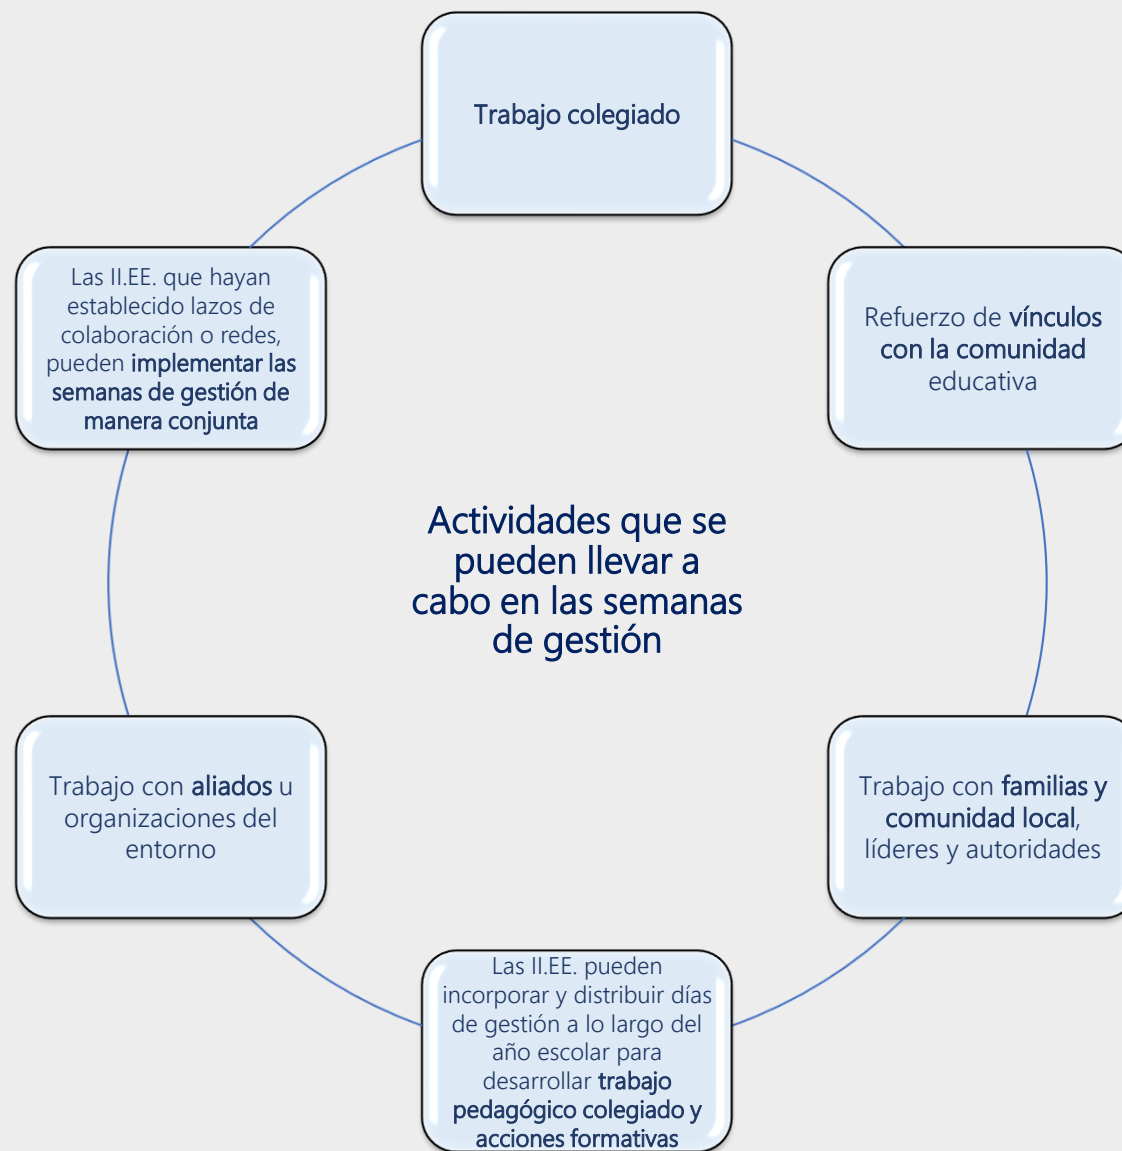 Trabajo colegiado
Refuerzo de vínculos
con la comunidad
educativa
Trabajo con familias y
comunidad local,
líderes y autoridades
Las II.EE. pueden
incorporar y distribuir días
de gestión a lo largo del
año escolar para
desarrollar trabajo
pedagógico colegiado y
acciones formativas
Trabajo con aliados u
organizaciones del
entorno
Las II.EE. que hayan
establecido lazos de
colaboración o redes,
pueden implementar las
semanas de gestión de
manera conjunta
Actividades que se
pueden llevar a
cabo en las semanas
de gestión